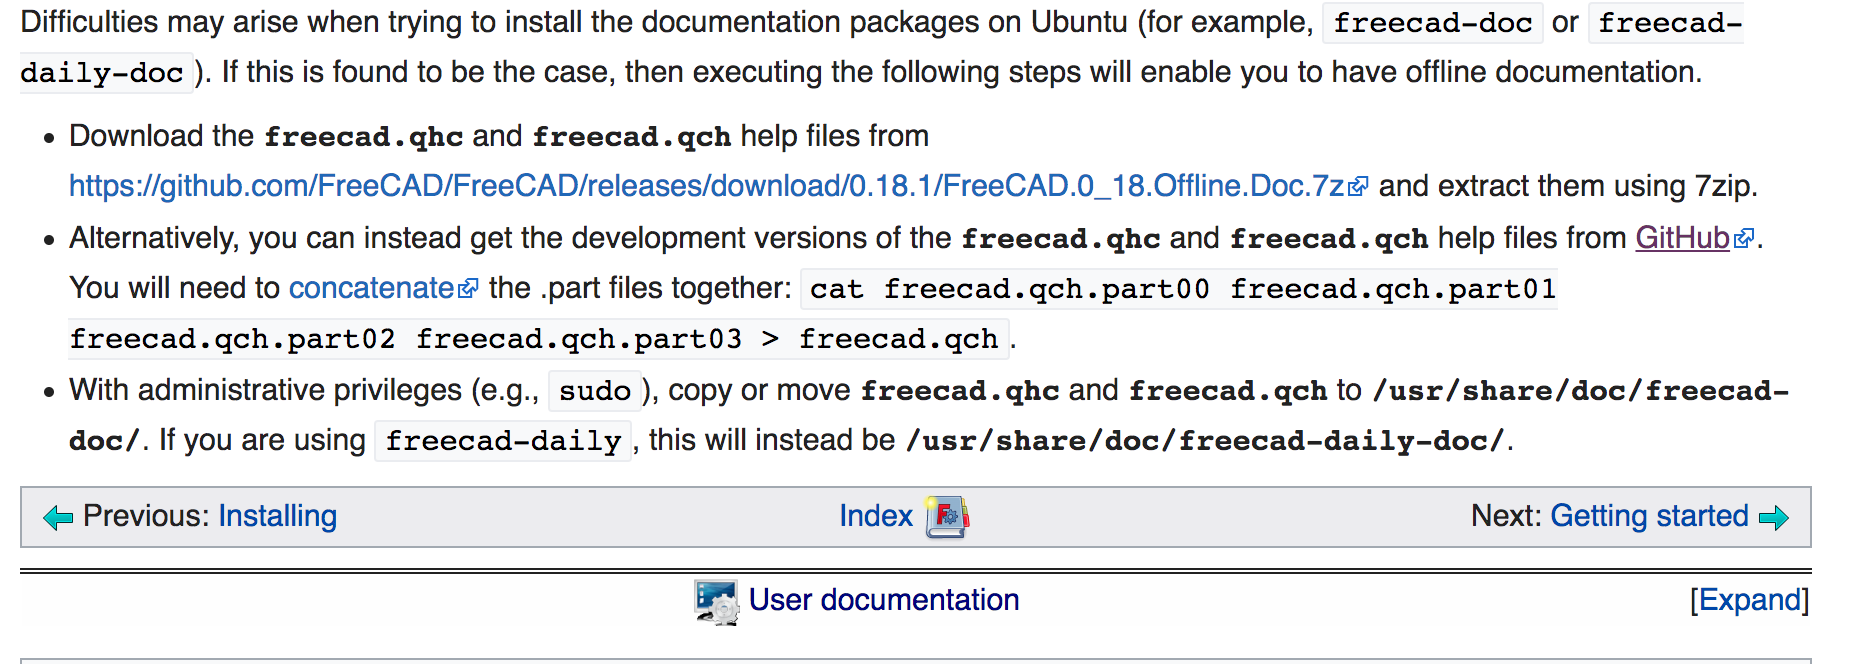 Difficulties may arise when trying to install the documentation packages on Ubuntu (for example, freecad-doc or freecad-
daily-doc ). If this is found to be the case, then executing the following steps will enable you to have offline documentation.
• Download the freecad.qhc and freecad.qch help files from
https://github.com/FreeCAD/FreeCAD/releases/download/0.18.1/FreeCAD.0_18.Offline.Doc.7z and extract them using 7zip.
• Alternatively, you can instead get the development versions of the freecad.qhc and freecad.qch help files from GitHub.
You will need to concatenate the .part files together: cat freecad.qch.part00 freecad.qch.part01
freecad.qch.part02 freecad.qch.part03 > freecad.qch.
• With administrative privileges (e.g., sudo), copy or move freecad.qhc and freecad.qch to /usr/share/doc/freecad-
doc/. If you are using freecad-daily, this will instead be /usr/share/doc/freecad-daily-doc/.
Previous: Installing Index Next: Getting started
User documentation [Expand]